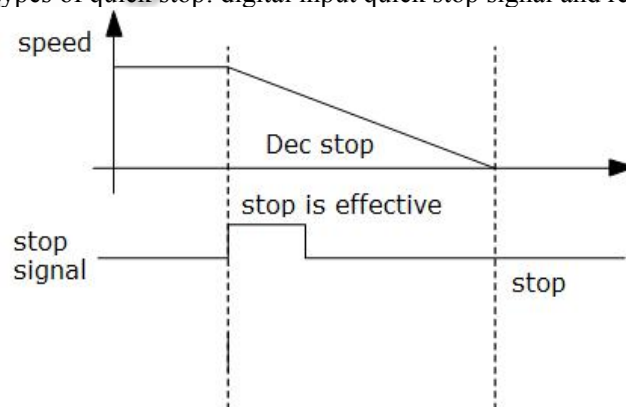 types of quick stop: digital input quick stop signal and
speed
Dec stop
stop is effective
stop
signal
stop